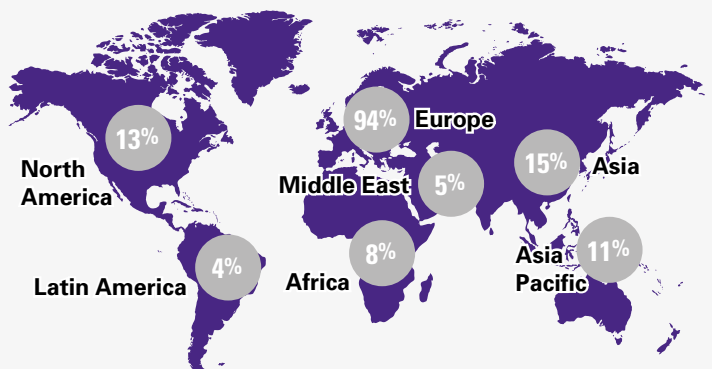 94%
Europe
13%
15%
Asia
North
America
Middle East
5%
11%
Asia
Pacific
8%
Africa
4%
Latin America